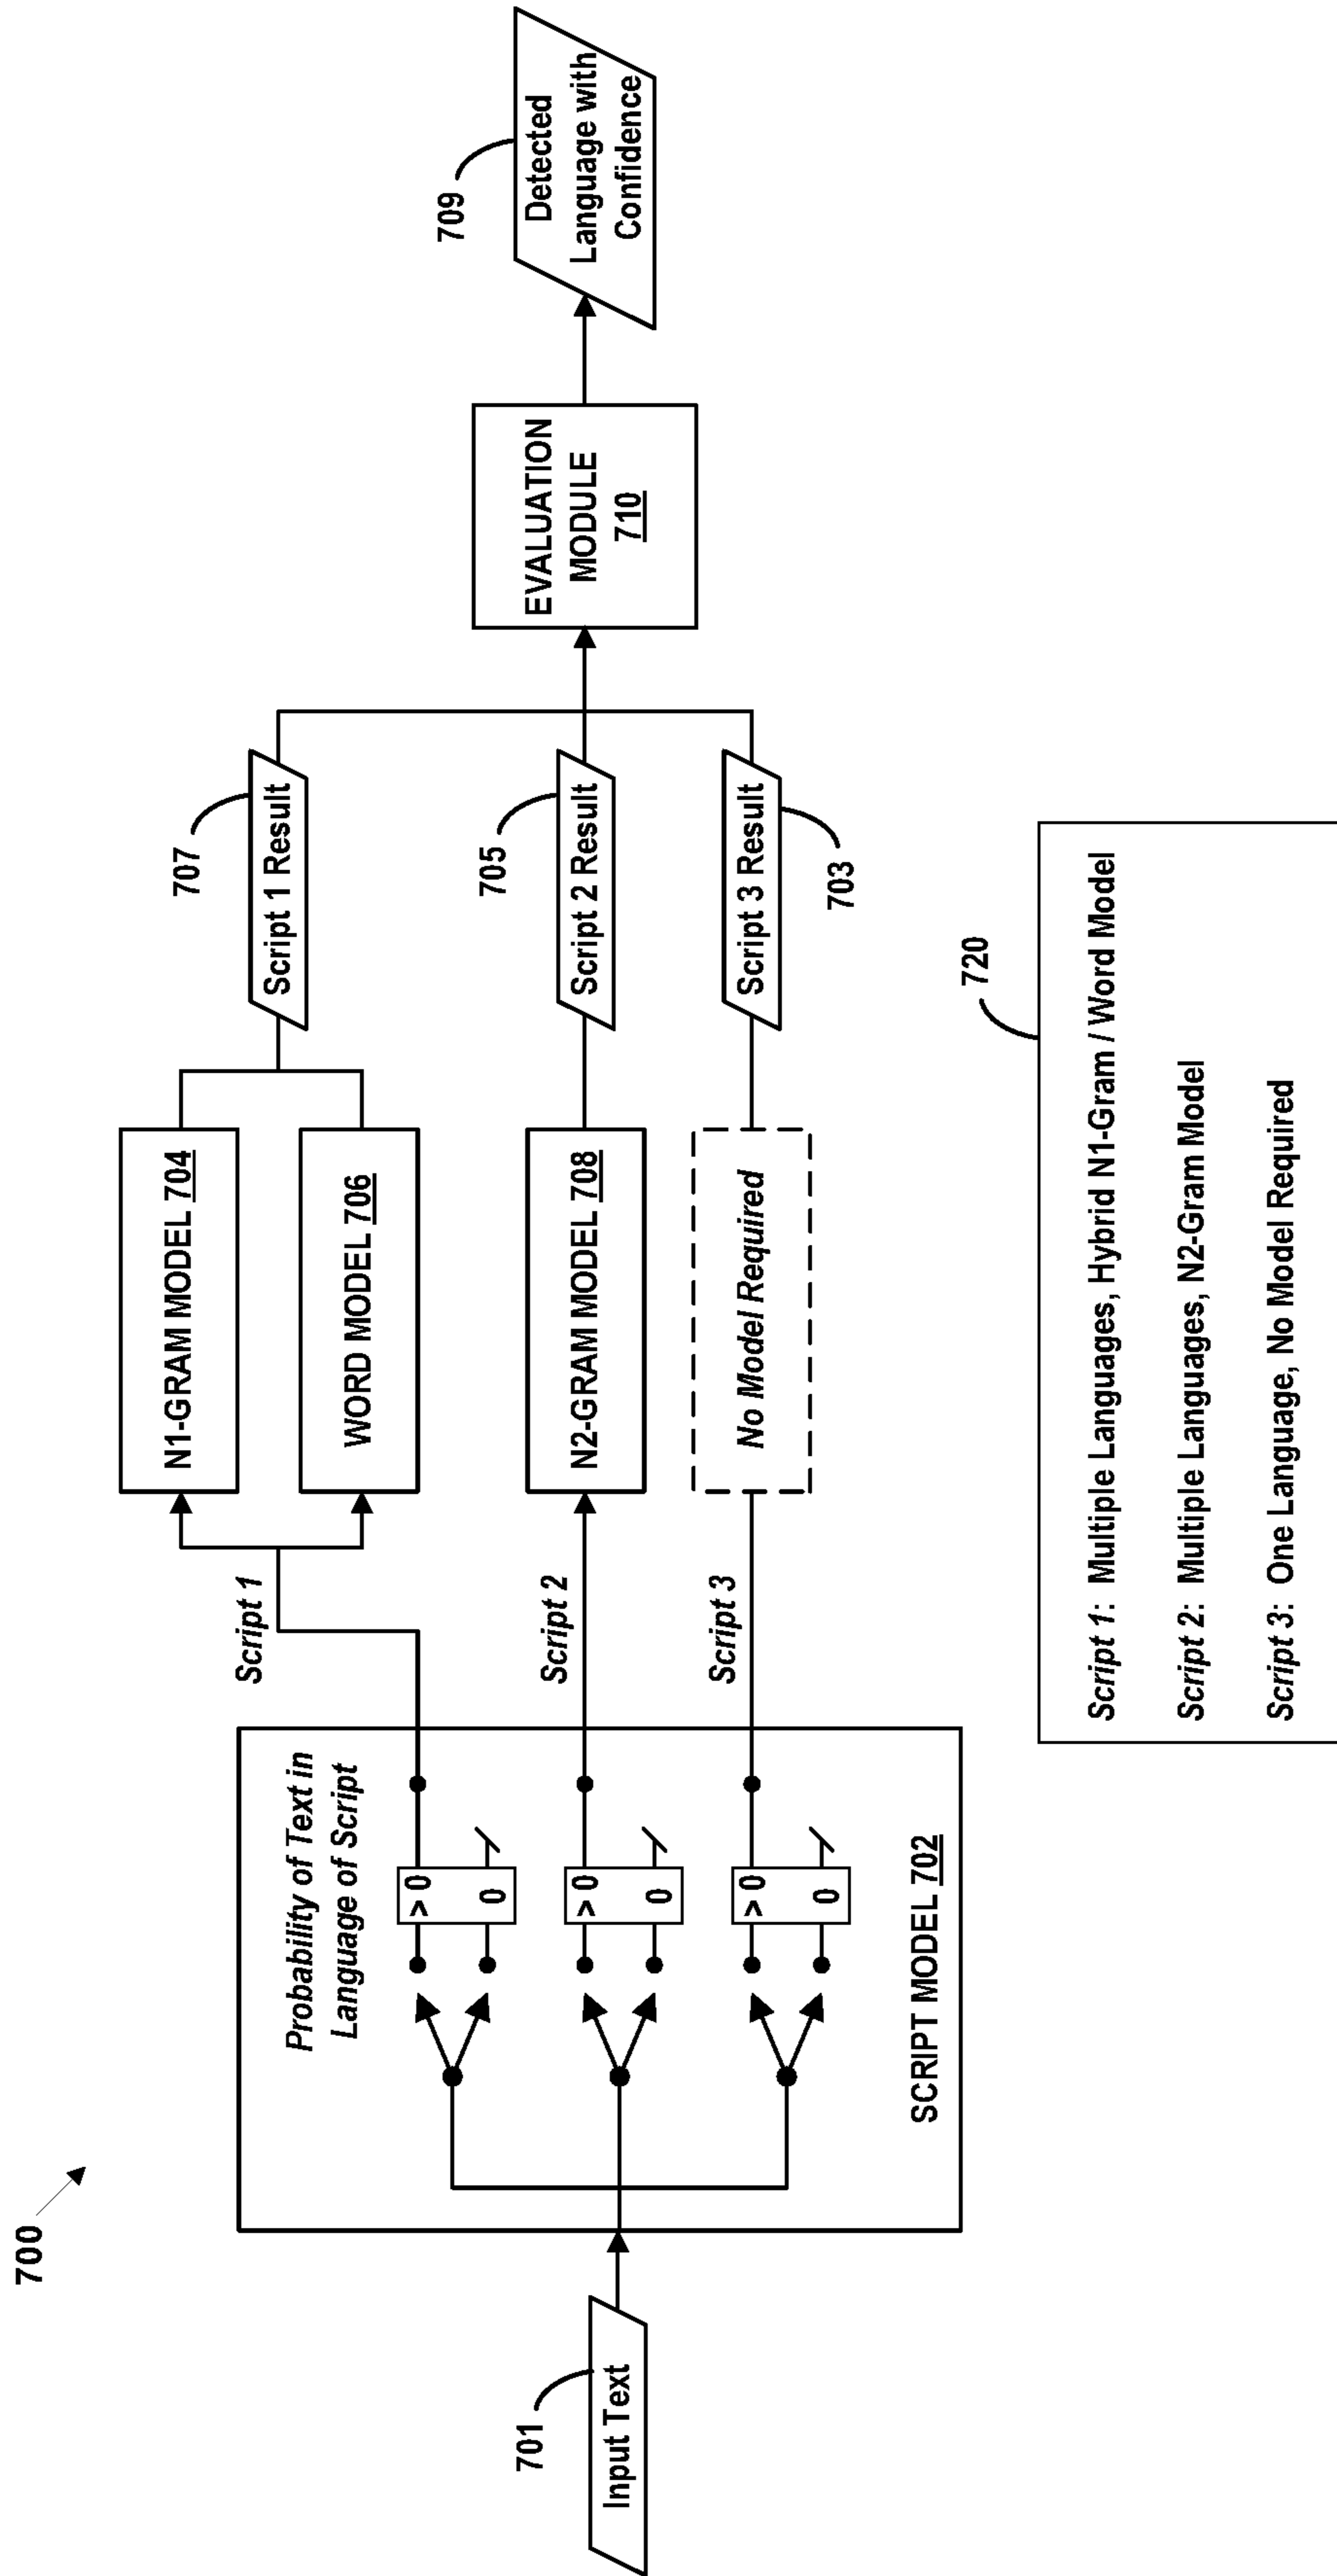 700
701
Input Text
Probability of Text in
Language of Script
> 0
0
> 0
0
> 0
0
SCRIPT MODEL 702
Script 1
Script 2
Script 3
N1-GRAM MODEL 704
WORD MODEL 706
N2-GRAM MODEL 708
No Model Required
707
Script 1 Result
705
Script 2 Result
Script 3 Result
703
EVALUATION
MODULE
710
709
Detected
Language with
Confidence
720
Script 1: Multiple Languages, Hybrid N1-Gram / Word Model
Script 2: Multiple Languages, N2-Gram Model
Script 3: One Language, No Model Required